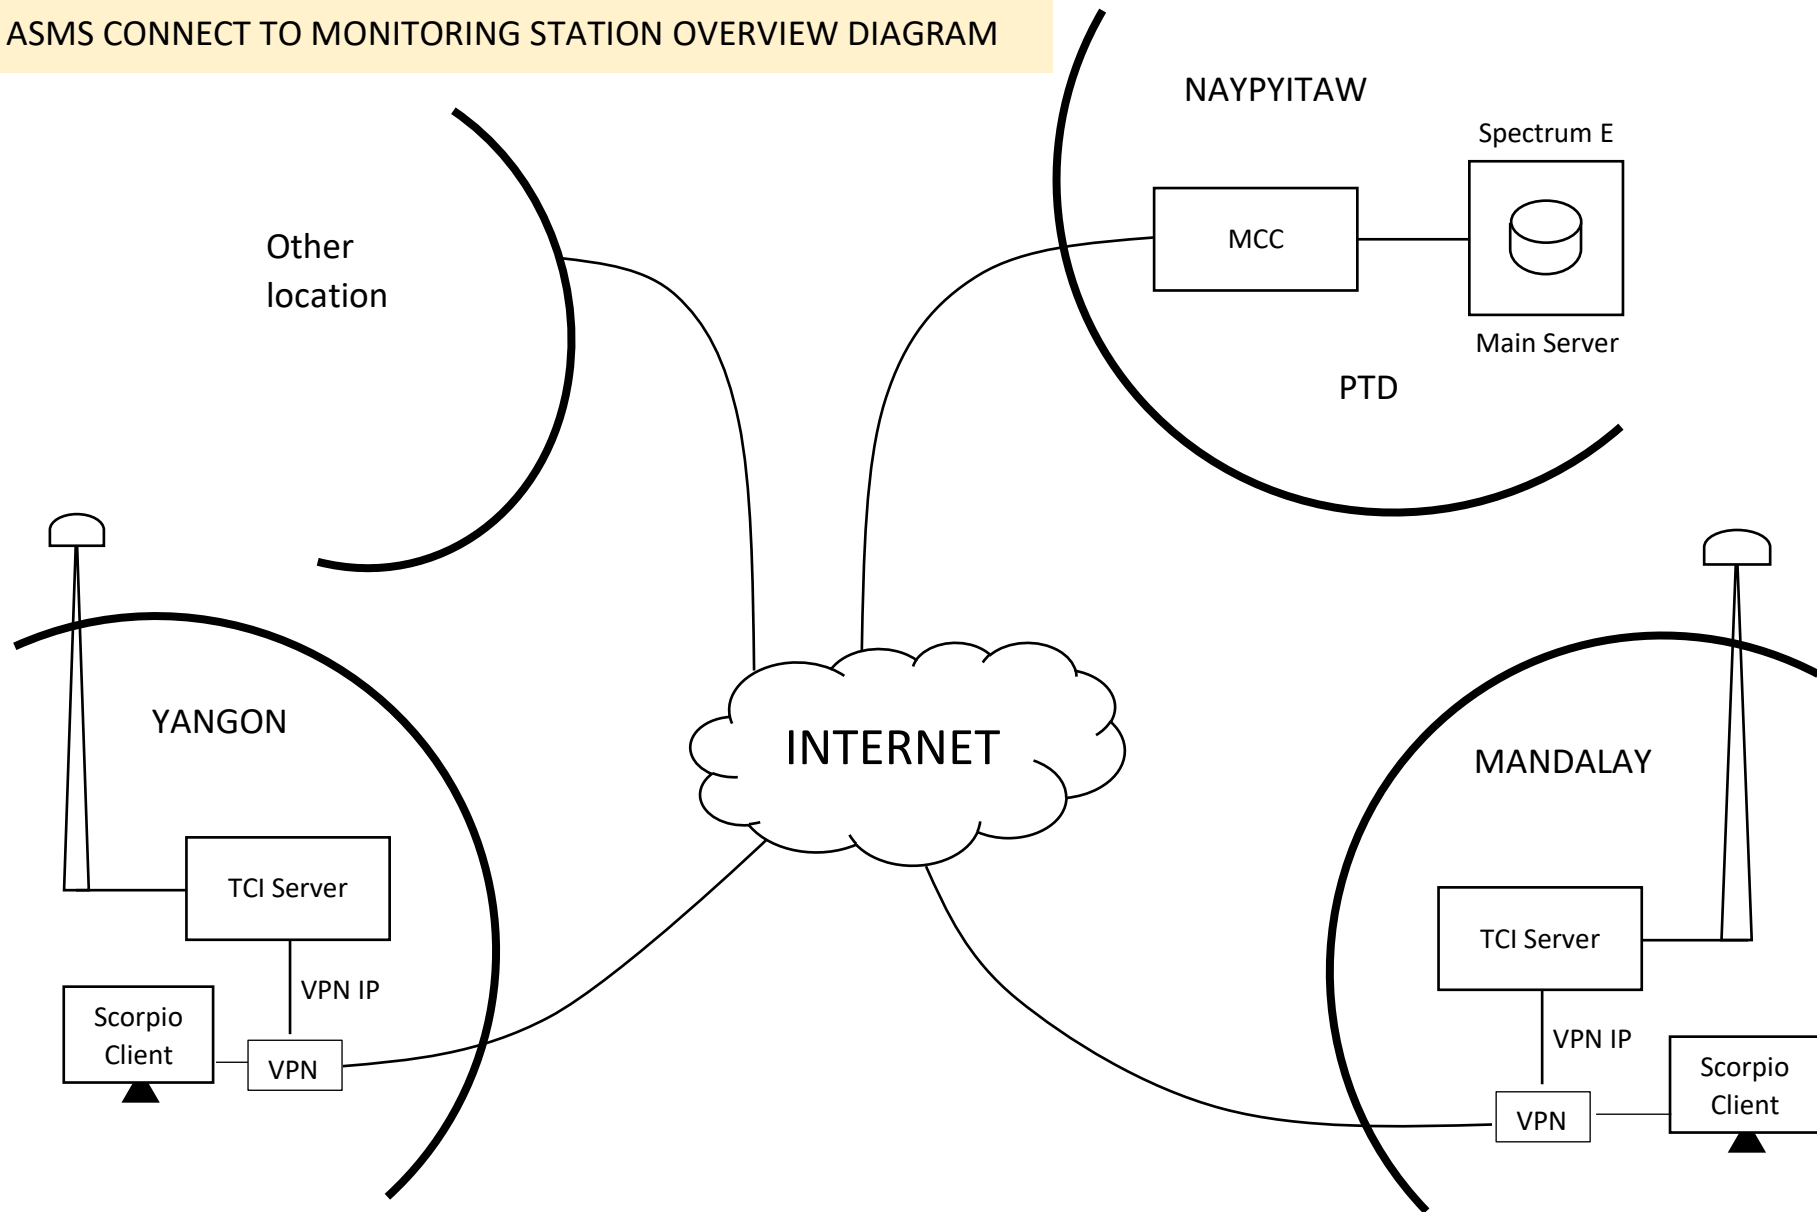 ASMS CONNECT TO MONITORING STATION OVERVIEW DIAGRAM
NAYPYITAW
Spectrum E
MCC
Main Server
PTD
Other
location
INTERNET
YANGON
TCI Server
VPN IP
Scorpio
Client
VPN
MANDALAY
TCI Server
VPN IP
Scorpio
Client
VPN